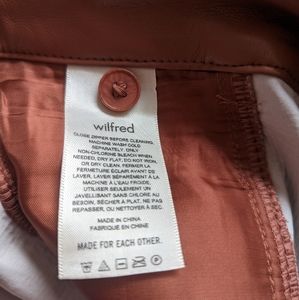 wilfred
CLOSE ZIPPER BEFORE CLEANING.
MACHINE WASH COLD
SEPARATELY. ONLY
NON-CHLORINE BLEACH WHEN
NEEDED, DRY FLAT, DO NOT IRON,
OR DRY CLEAN. FERMER LA
FERMETURE ÉCLAIR AVANT DE
LAVER. LAVER SÉPARÉMENT À LA
MACHINE À L'EAU FROIDE.
UTILISER SEULEMENT UN
JAVELLISANT SANS CHLORE AU
BESOIN, SÉCHER À PLAT, NE PAS
REPASSER, OU NETTOYER À SEC.
MADE IN CHINA
FABRIQUÉ EN CHINE
MADE FOR EACH OTHER.